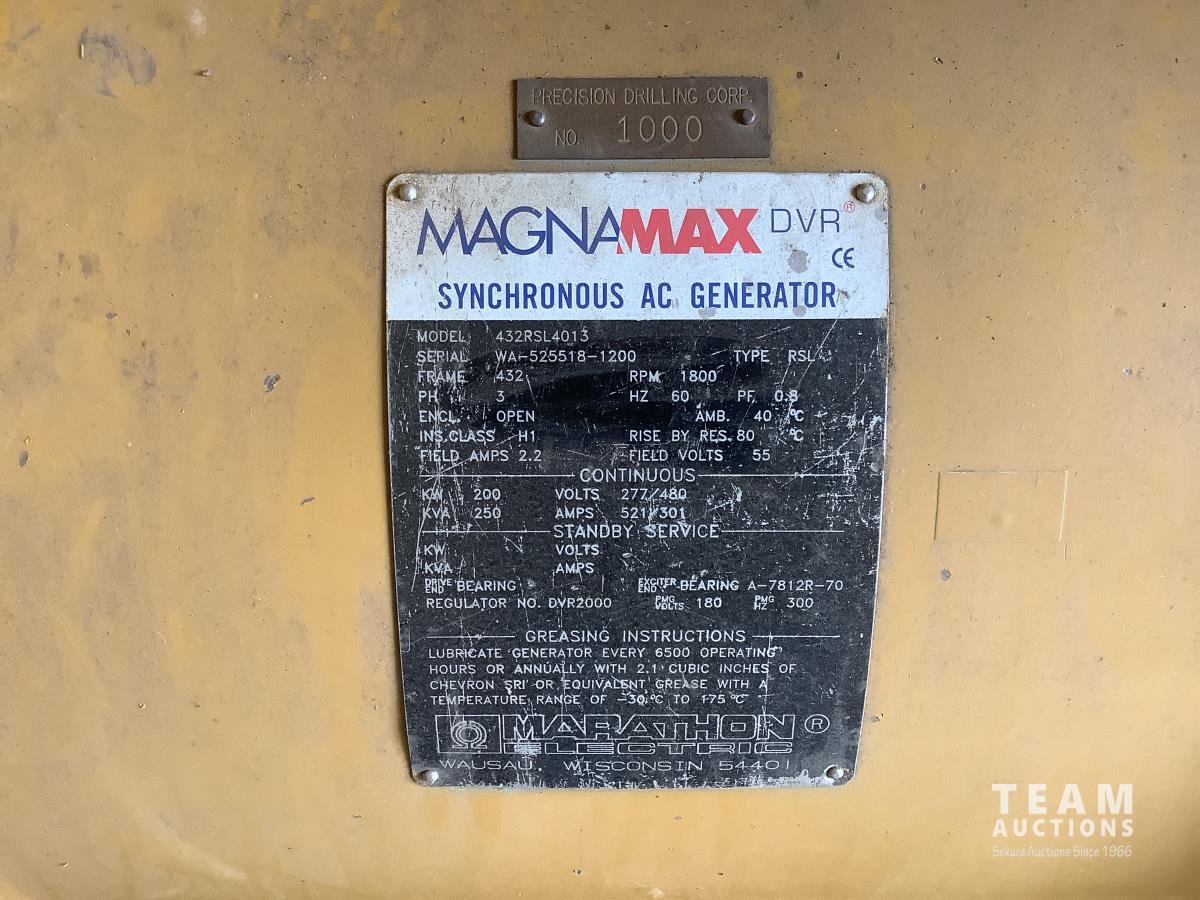 PRECISION DRILLING CORP.
NO. 1000
MAGNAMAX DVR®
CE
SYNCHRONOUS AC GENERATOR
MODEL 432RSL4013
SERIAL WA-525518-1200 TYPE RSL
FRAME 432 RPM 1800
PH 3 HZ 60 PF 0.8
ENCL. OPEN AMB. 40 °C
INS.CLASS H1 RISE BY RES. 80 °C
FIELD AMPS 2.2 FIELD VOLTS 55
CONTINUOUS
KW 200 VOLTS 277/480
KVA 250 AMPS 521/301
STANDBY SERVICE
KW VOLTS
KVA AMPS
DRIVE END BEARING EXCITER END BEARING A-7812R-70
REGULATOR NO. DVR2000 PMG VOLTS 180 PMG HZ 300
GREASING INSTRUCTIONS
LUBRICATE GENERATOR EVERY 6500 OPERATING
HOURS OR ANNUALLY WITH 2.1 CUBIC INCHES OF
CHEVRON SRI OR EQUIVALENT GREASE WITH A
TEMPERATURE RANGE OF -30 °C TO 175 °C
MARATHON ®
ELECTRIC
WAUSAU, WISCONSIN 54401
TEAM
AUCTIONS
Sekura Auctions Since 1966